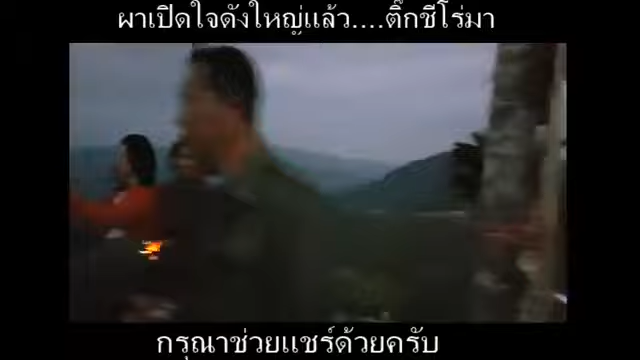 ผาเปิดใจดังใหญ่แล้ว....ติ๊กชีโร่มา
กรุณาช่วยแชร์ด้วยครับ